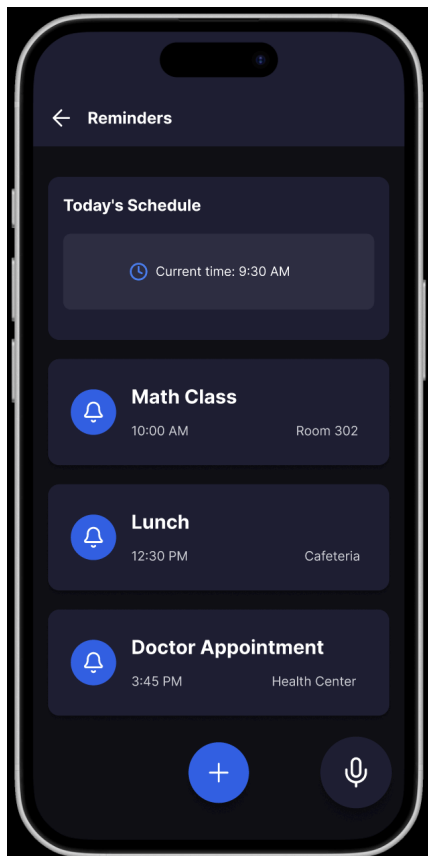 Reminders
Today's Schedule
Current time: 9:30 AM
Math Class
10:00 AM Room 302
Lunch
12:30 PM Cafeteria
Doctor Appointment
3:45 PM Health Center